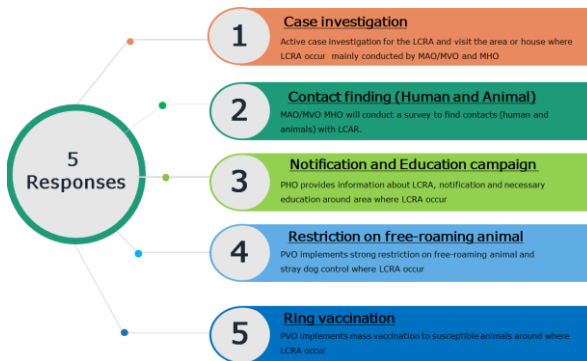 5
Responses
1
Case investigation
Active case investigation for the LCRA and visit the area or house where
LCRA occur mainly conducted by MAO/MVO and MHO
2
Contact finding (Human and Animal)
MAO/MVO MHO will conduct a survey to find contacts (human and
animals) with LCAR.
3
Notification and Education campaign
PHO provides information about LCRA, notification and necessary
education around area where LCRA occur
4
Restriction on free-roaming animal
PVO implements strong restriction on free-roaming animal and
stray dog control where LCRA occur
5
Ring vaccination
PVO implements mass vaccination to susceptible animals around where
LCRA occur